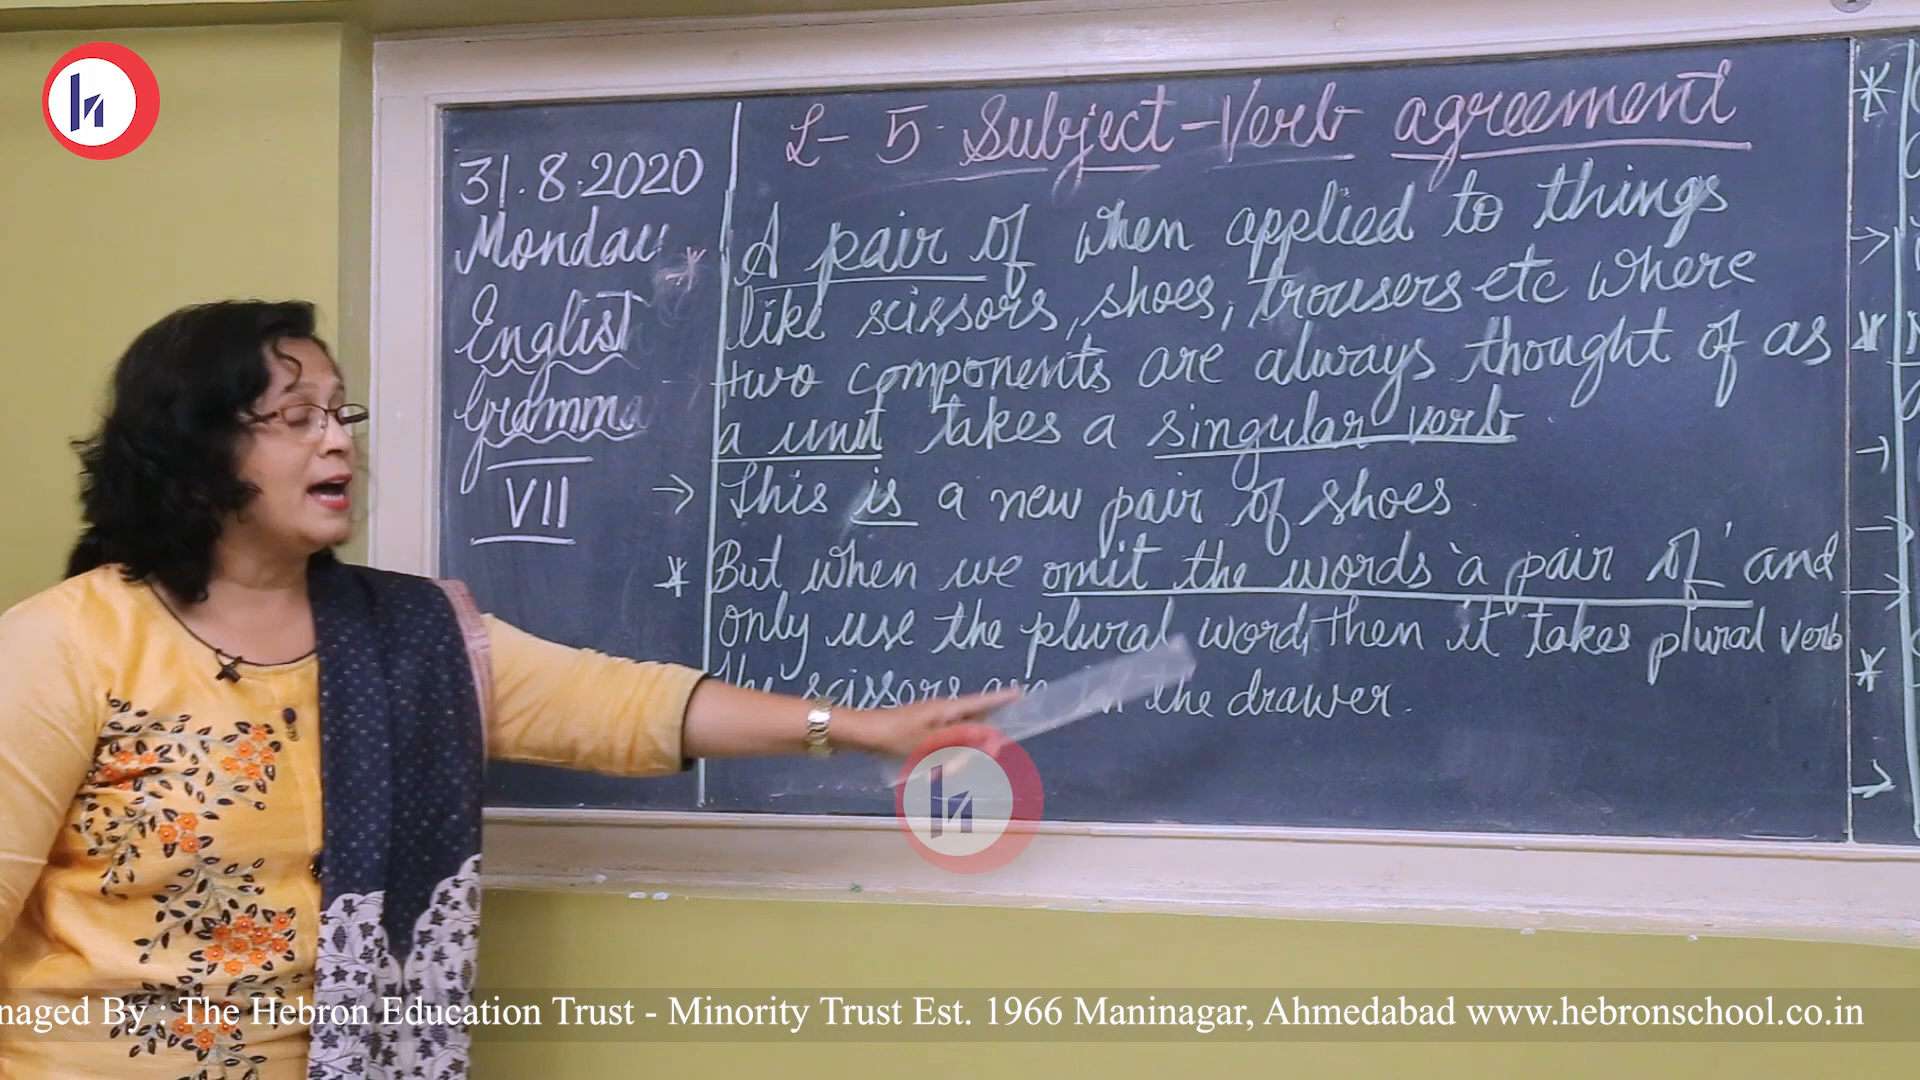 31.8.2020
Monday
English
Gramma
VII
L- 5. Subject-Verb agreement
* A pair of when applied to things
like scissors, shoes, trousers etc where
two components are always thought of as
a unit takes a singular verb
→ This is a new pair of shoes
* But when we omit the words 'a pair of' and
only use the plural word, then it takes plural verb
The scissors are in the drawer.
naged By : The Hebron Education Trust - Minority Trust Est. 1966 Maninagar, Ahmedabad www.hebronschool.co.in